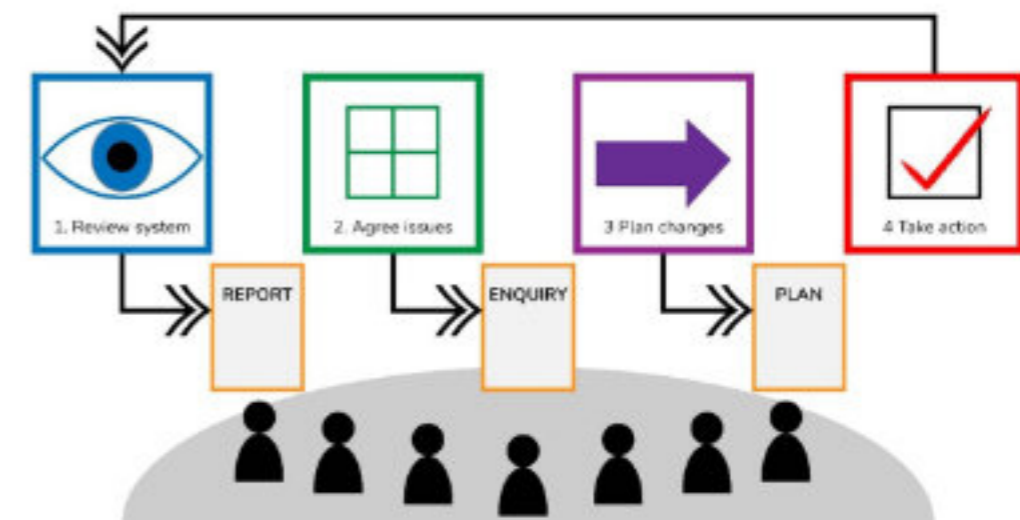 1. Review system
2. Agree issues
3 Plan changes
4 Take action
REPORT
ENQUIRY
PLAN